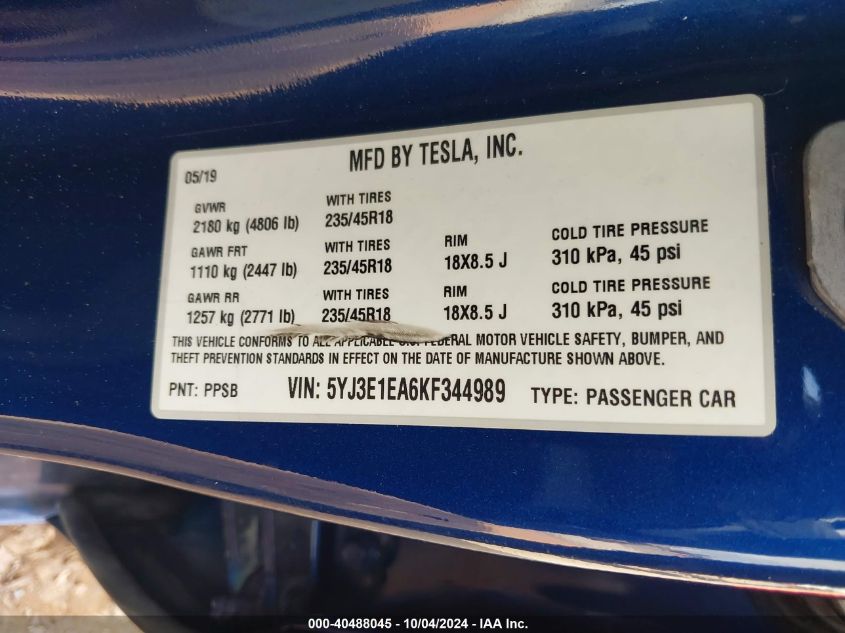 MFD BY TESLA, INC.
05/19
GVWR WITH TIRES
2180 kg (4806 lb) 235/45R18
GAWR FRT WITH TIRES RIM COLD TIRE PRESSURE
1110 kg (2447 lb) 235/45R18 18X8.5 J 310 kPa, 45 psi
GAWR RR WITH TIRES RIM COLD TIRE PRESSURE
1257 kg (2771 lb) 235/45R18 18X8.5 J 310 kPa, 45 psi
THIS VEHICLE CONFORMS TO ALL APPLICABLE U.S. FEDERAL MOTOR VEHICLE SAFETY, BUMPER, AND
THEFT PREVENTION STANDARDS IN EFFECT ON THE DATE OF MANUFACTURE SHOWN ABOVE.
PNT: PPSB VIN: 5YJ3E1EA6KF344989 TYPE: PASSENGER CAR
000-40488045 - 10/04/2024 - IAA Inc.